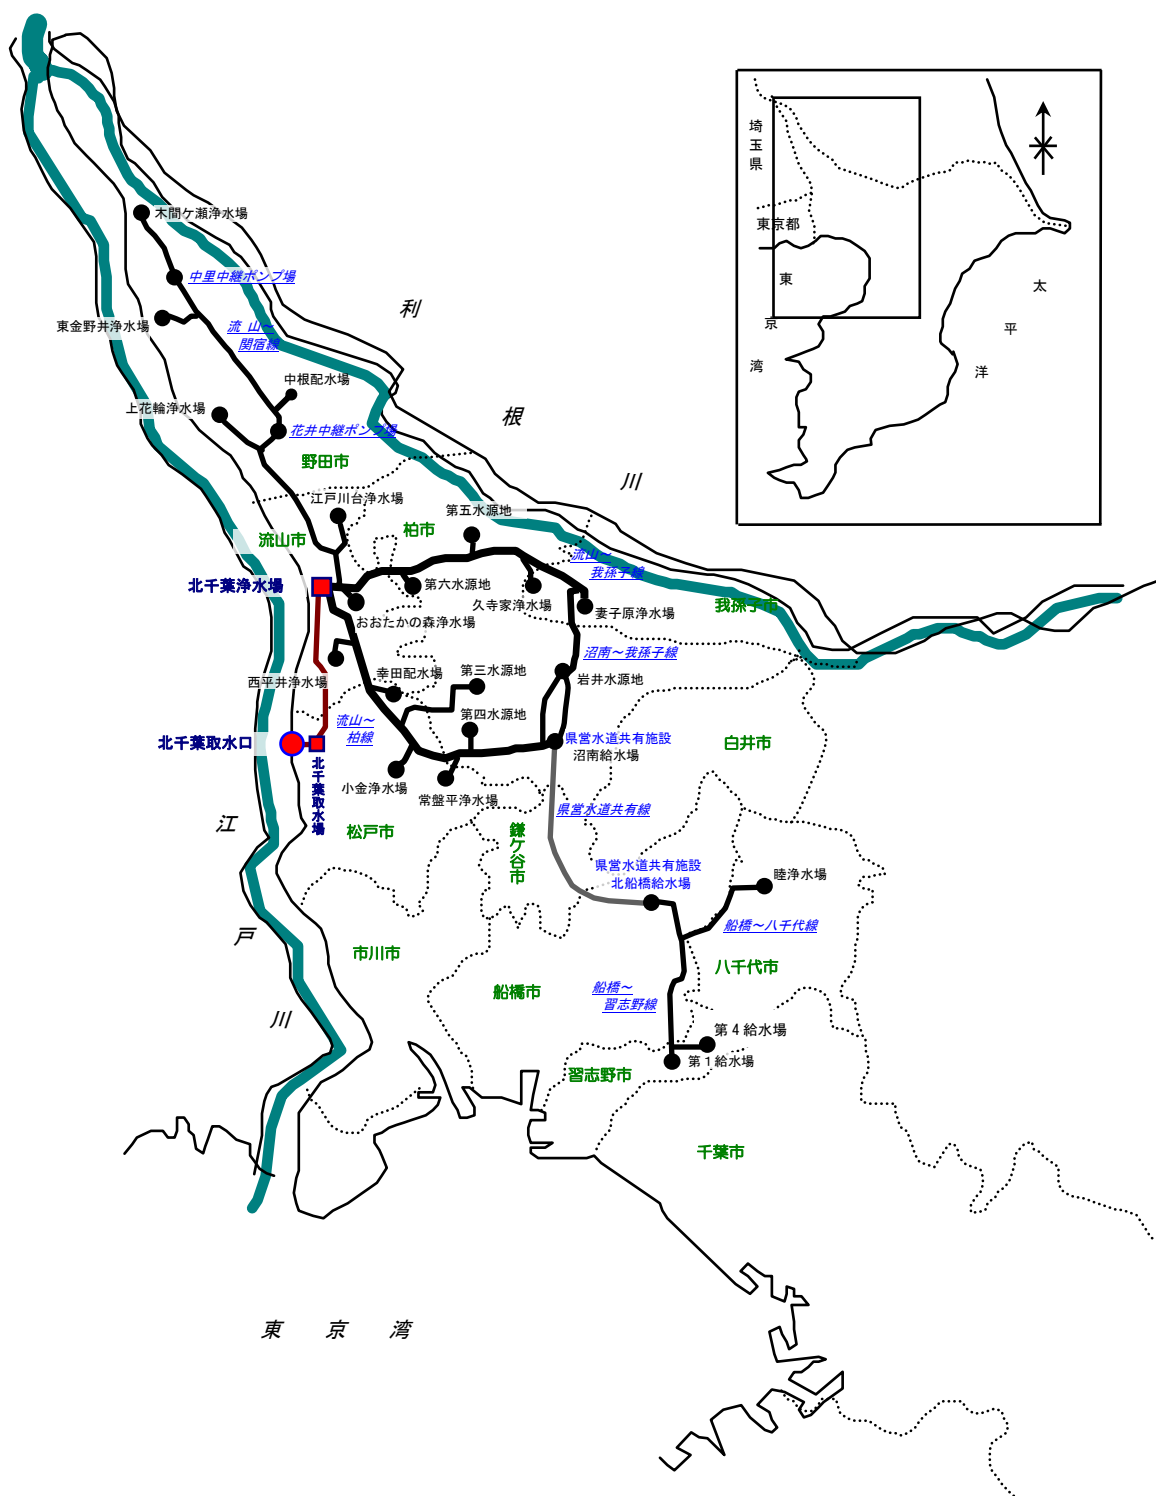 埼玉県
東京都
東京湾
太平洋
木間ケ瀬浄水場
中里中継ポンプ場
東金野井浄水場
流 山～
関宿線
利根川
中根配水場
上花輪浄水場
花井中継ポンプ場
野田市
江戸川台浄水場
第五水源地
柏市
流山市
流山～
我孫子線
北千葉浄水場
第六水源地
久寺家浄水場
妻子原浄水場
我孫子市
おおたかの森浄水場
沼南～我孫子線
西平井浄水場
幸田配水場
第三水源地
岩井水源地
流山～
柏線
第四水源地
北千葉取水口
県営水道共有施設
沼南給水場
白井市
北千葉取水場
小金浄水場
常盤平浄水場
県営水道共有線
江戸川
松戸市
鎌ケ谷市
県営水道共有施設
北船橋給水場
睦浄水場
船橋～八千代線
市川市
八千代市
船橋市
船橋～
習志野線
第４給水場
第１給水場
習志野市
千葉市
東京湾